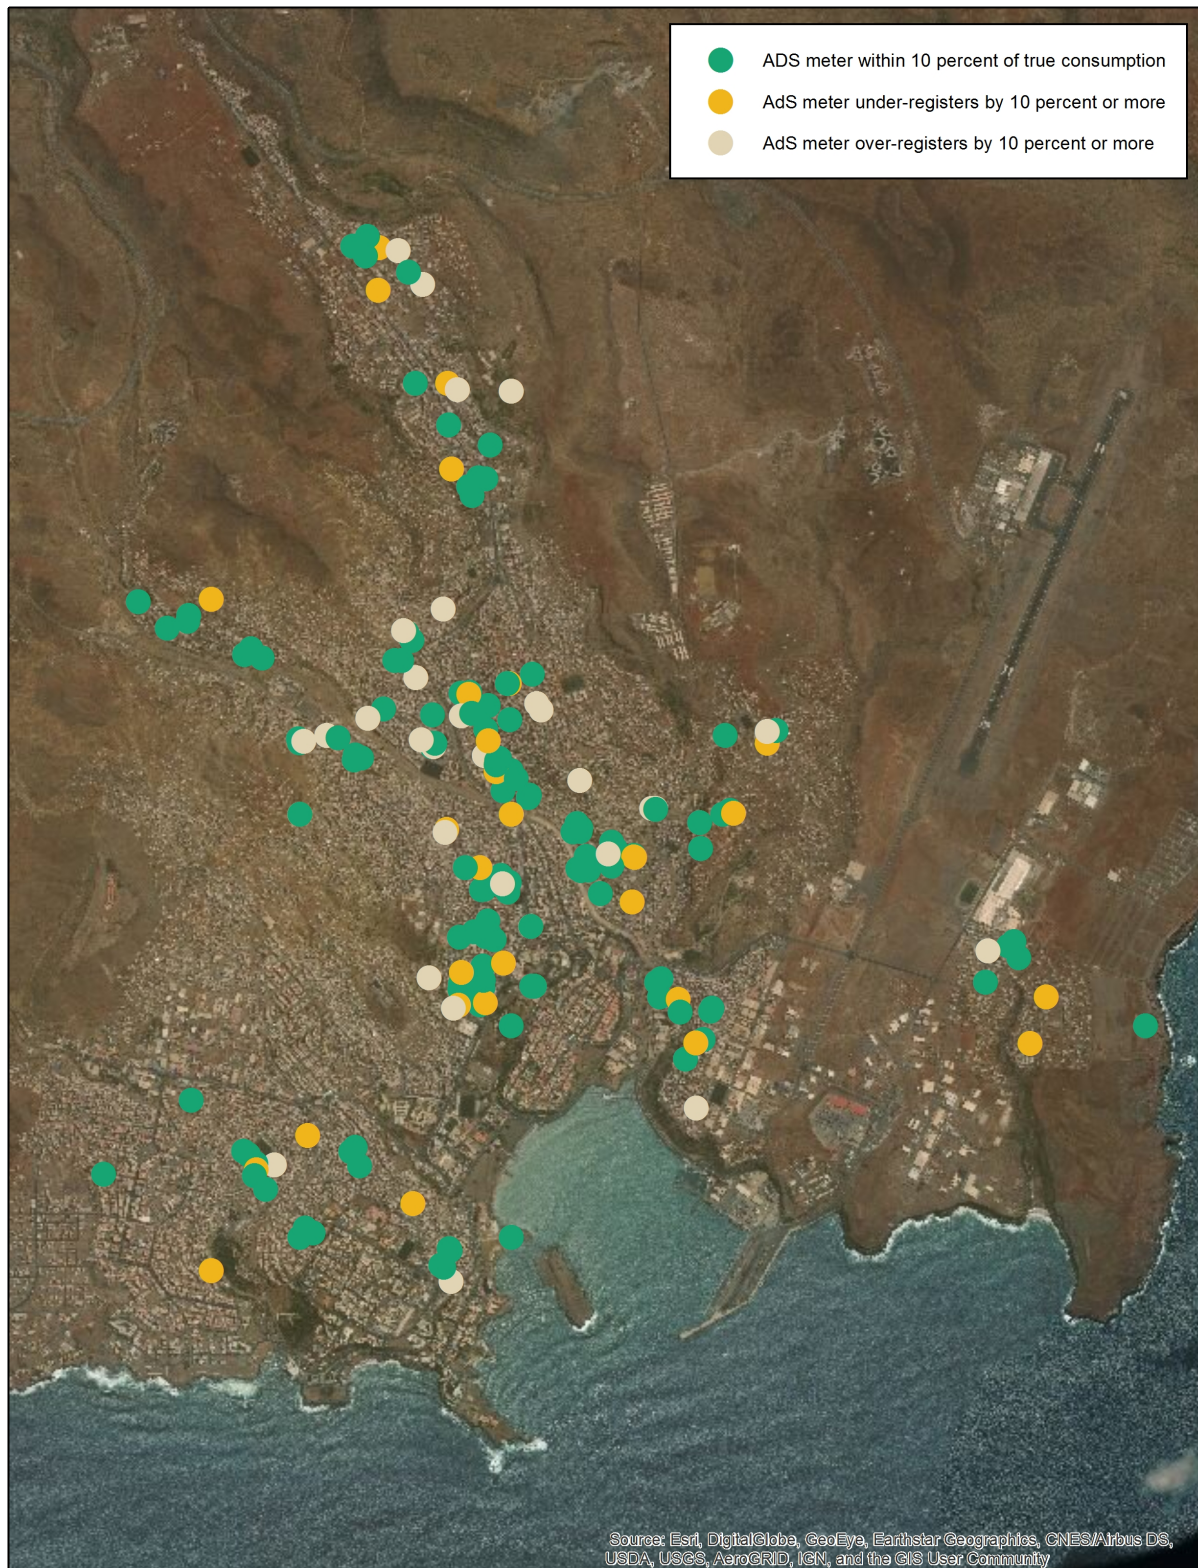 ADS meter within 10 percent of true consumption
AdS meter under-registers by 10 percent or more
AdS meter over-registers by 10 percent or more
Source: Esri, DigitalGlobe, GeoEye, Earthstar Geographics, CNES/Airbus DS,
USDA, USGS, AeroGRID, IGN, and the GIS User Community